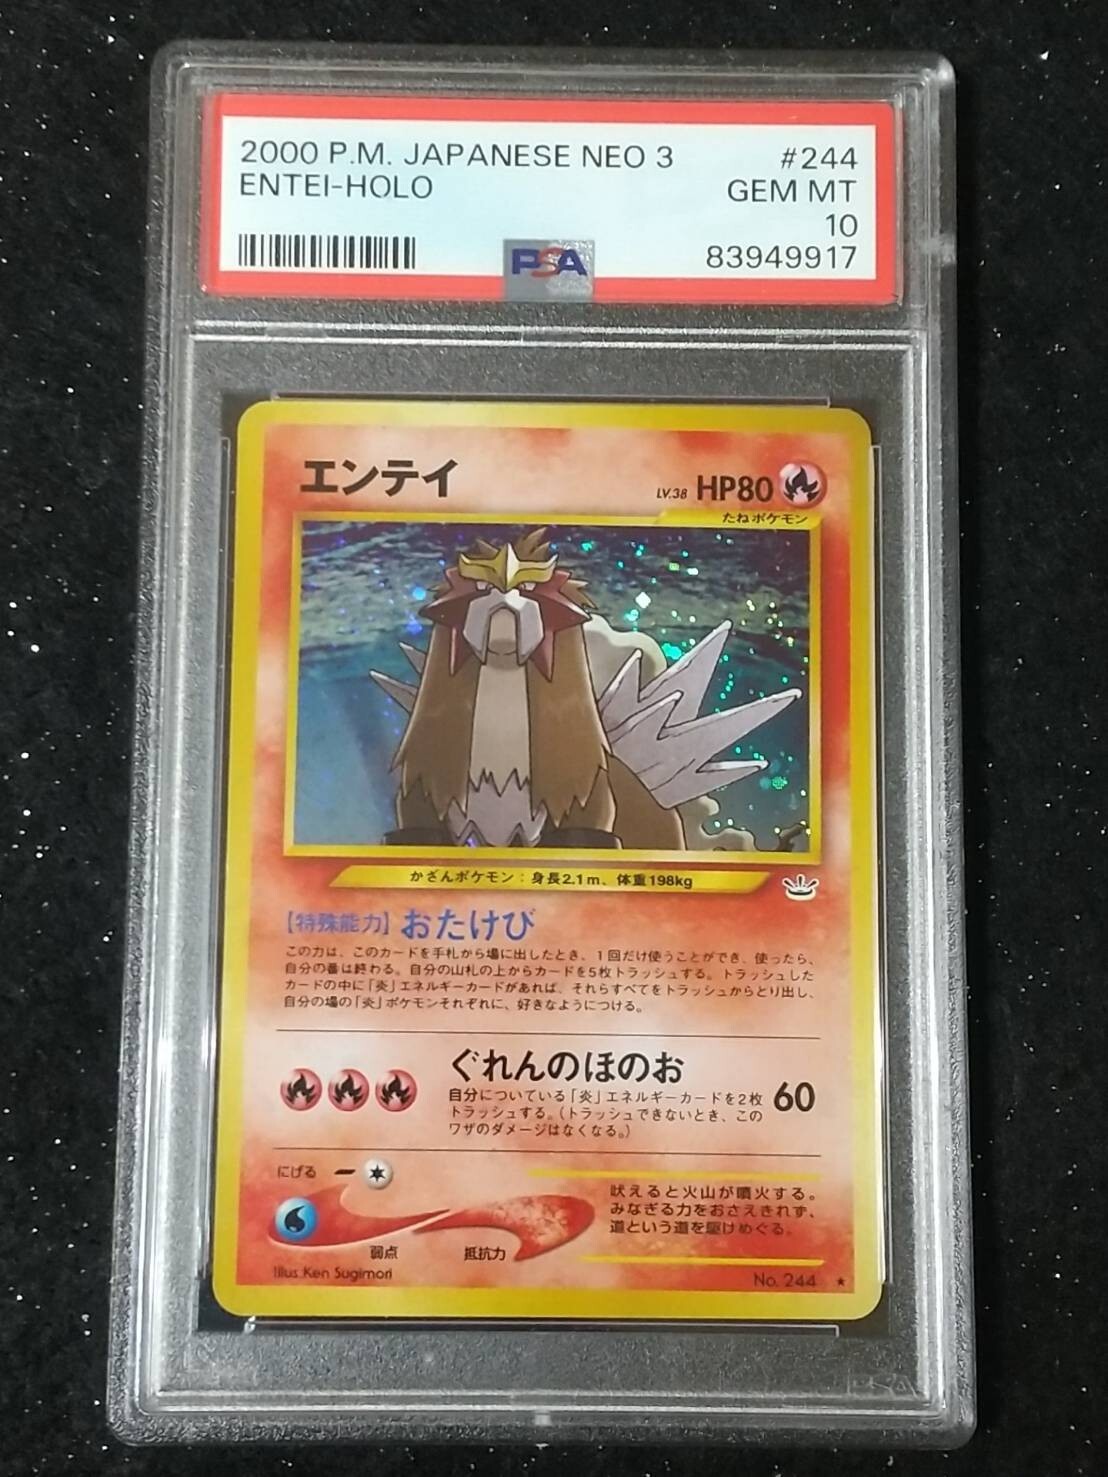 2000 P.M. JAPANESE NEO 3 #244
ENTEI-HOLO GEM MT
10
PSA 83949917
エンテイ LV.38 HP80
たねポケモン
かざんポケモン：身長2.1m、体重198kg
【特殊能力】おたけび
この力は、このカードを手札から場に出したとき、1回だけ使うことができ、使ったら、
自分の番は終わる。自分の山札の上からカードを5枚トラッシュする。トラッシュした
カードの中に「炎」エネルギーカードがあれば、それらすべてをトラッシュからとり出し、
自分の場の「炎」ポケモンそれぞれに、好きなようにつける。
ぐれんのほのお 60
自分についている「炎」エネルギーカードを2枚
トラッシュする。（トラッシュできないとき、この
ワザのダメージはなくなる。）
にげる
弱点 抵抗力
吠えると火山が噴火する。
みなぎる力をおさえきれず、
道という道を駆けめぐる。
Illus.Ken Sugimori
No. 244 ★